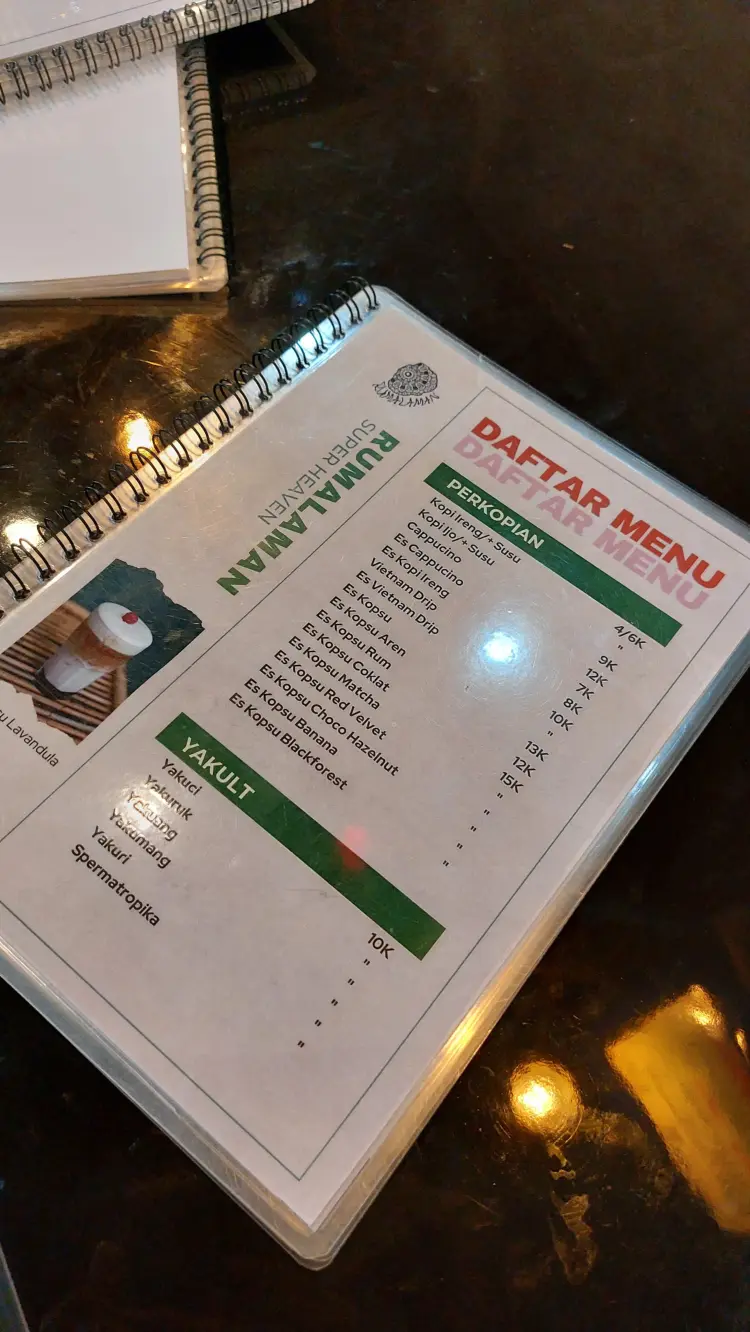 RUMALAMAN
RUMALAMAN
SUPER HEAVEN
Lavandula
DAFTAR MENU
DAFTAR MENU
PERKOPIAN
Kopi Ireng/+Susu 4/6K
Kopi Ijo/+Susu "
Cappucino 9K
Es Cappucino 12K
Es Kopi Ireng 7K
Vietnam Drip 8K
Es Vietnam Drip 10K
Es Kopsu "
Es Kopsu Aren 13K
Es Kopsu Rum 12K
Es Kopsu Coklat 15K
Es Kopsu Matcha "
Es Kopsu Red Velvet "
Es Kopsu Choco Hazelnut "
Es Kopsu Banana "
Es Kopsu Blackforest "
YAKULT
Yakuci 10K
Yakuruk "
Yakuang "
Yakumang "
Yakuri "
Spermatropika "